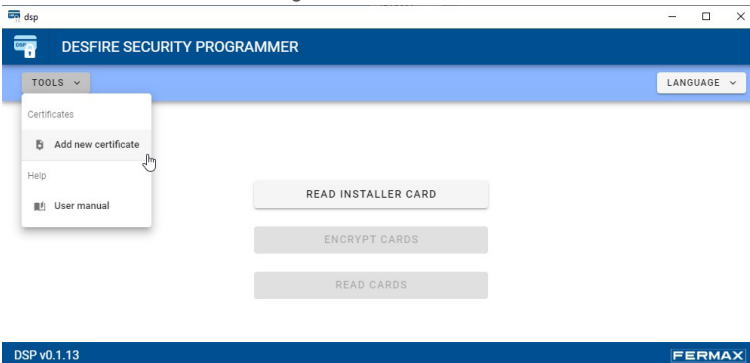 dsp
DESFIRE SECURITY PROGRAMMER
TOOLS
LANGUAGE
Certificates
Add new certificate
Help
User manual
READ INSTALLER CARD
ENCRYPT CARDS
READ CARDS
DSP v0.1.13
FERMAX